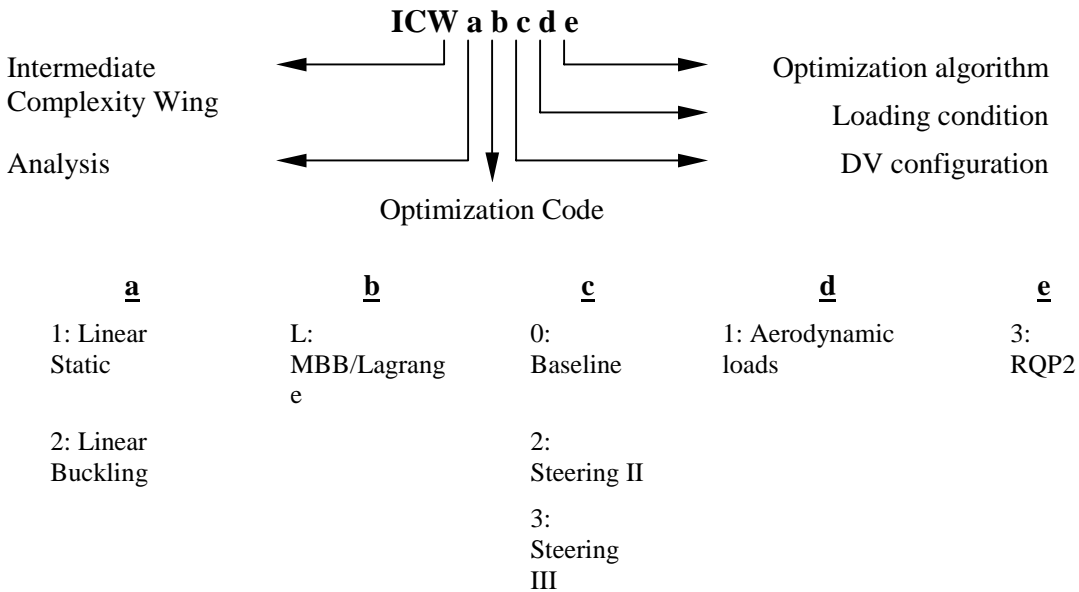 ICW a b c d e
Intermediate
Complexity Wing
Analysis
Optimization algorithm
Loading condition
DV configuration
Optimization Code
a b c d e
1: Linear
Static
2: Linear
Buckling
L:
MBB/Lagrang
e
0:
Baseline
2:
Steering II
3:
Steering
III
1: Aerodynamic
loads
3:
RQP2